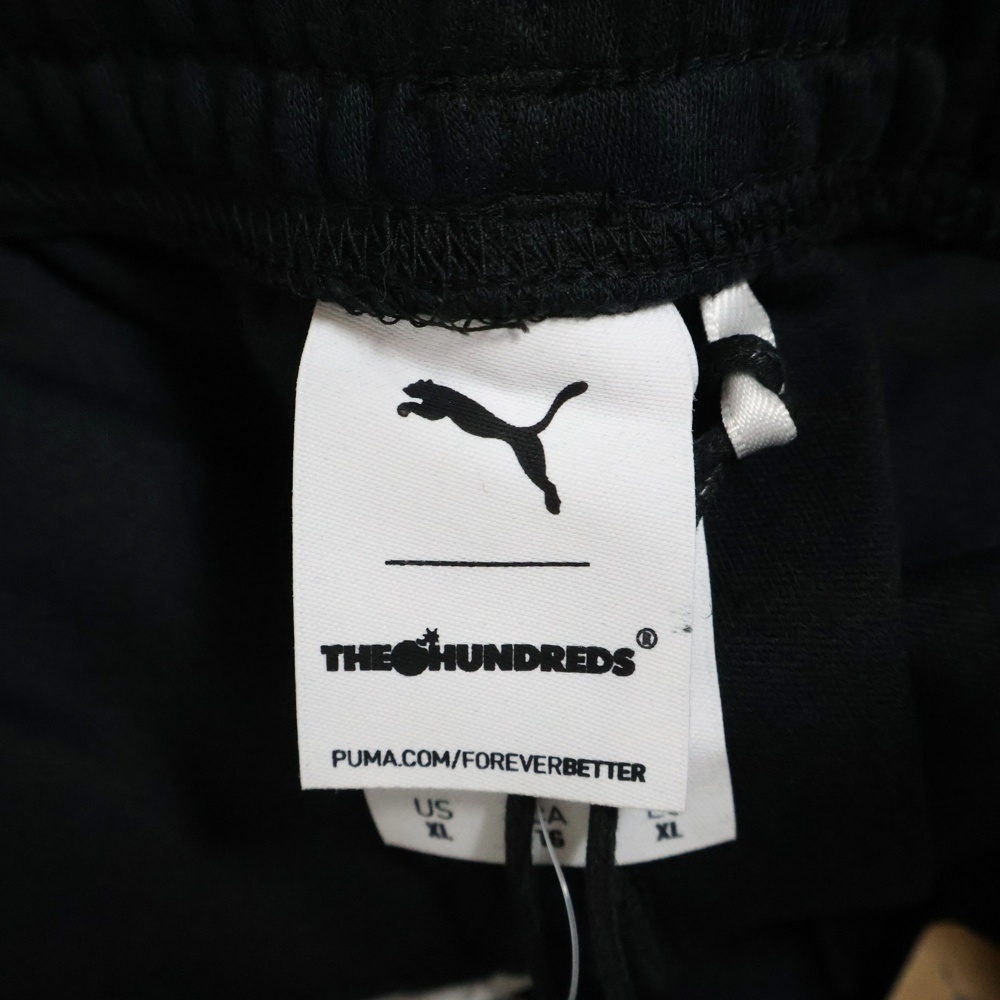 THE HUNDREDS®
PUMA.COM/FOREVERBETTER
US
XL XL